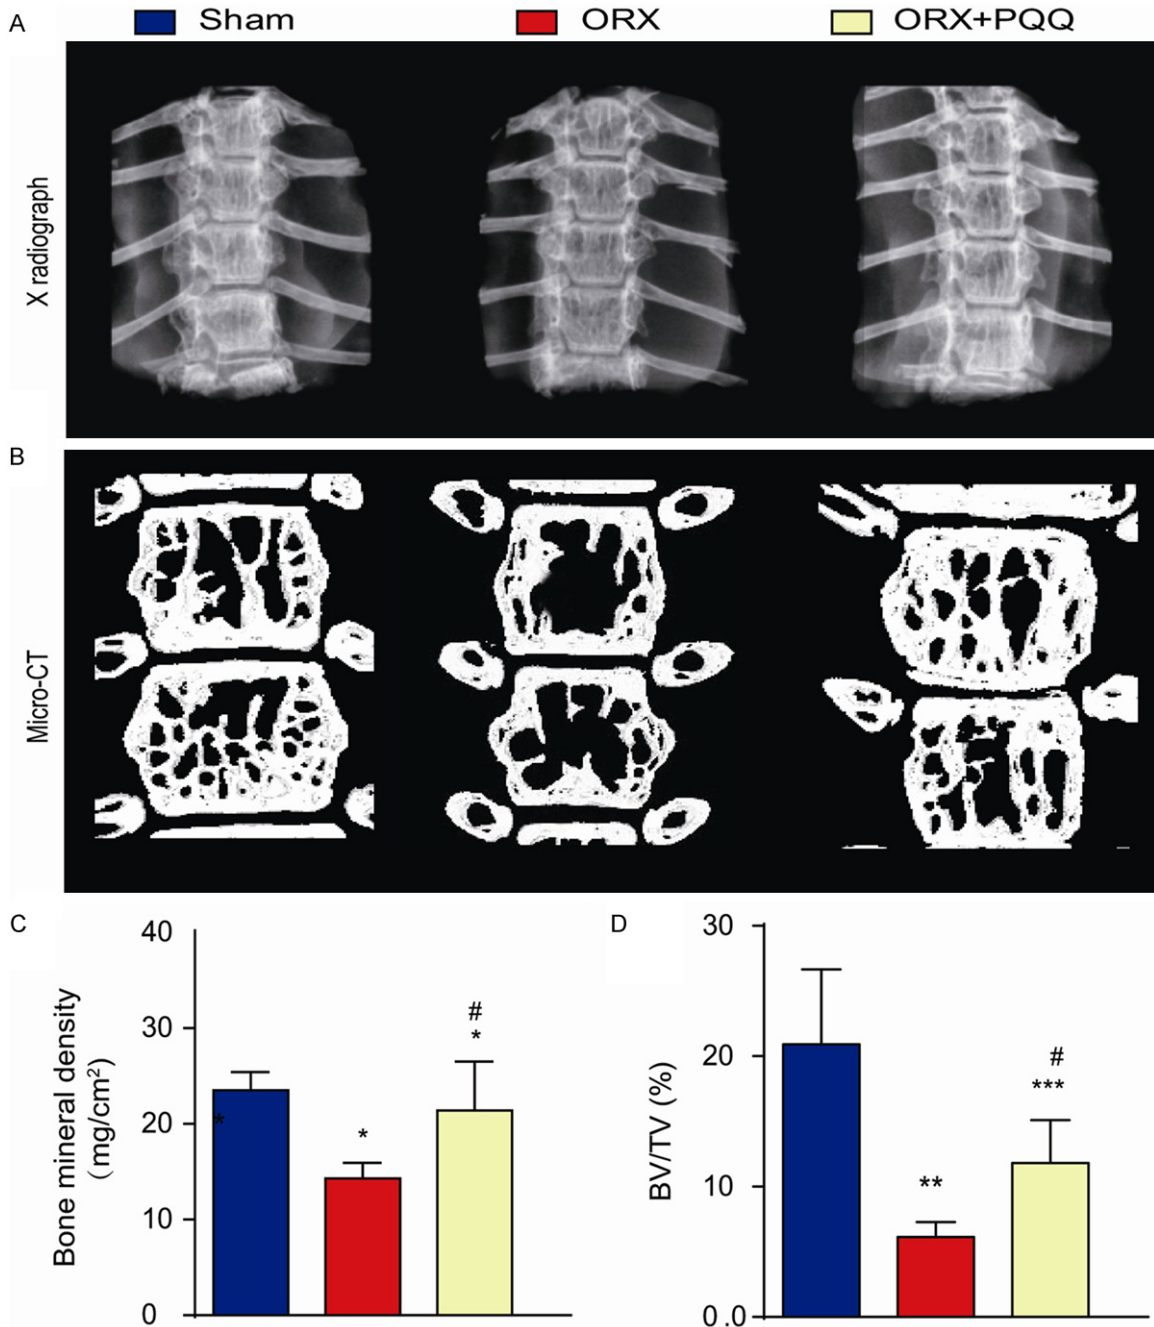 A
Sham
ORX
ORX+PQQ
X radiograph
B
Micro-CT
C
Bone mineral density
(mg/cm²)
40
30
20
10
0
*
*
#
*
D
BV/TV (%)
30
20
10
0.0
**
#
***